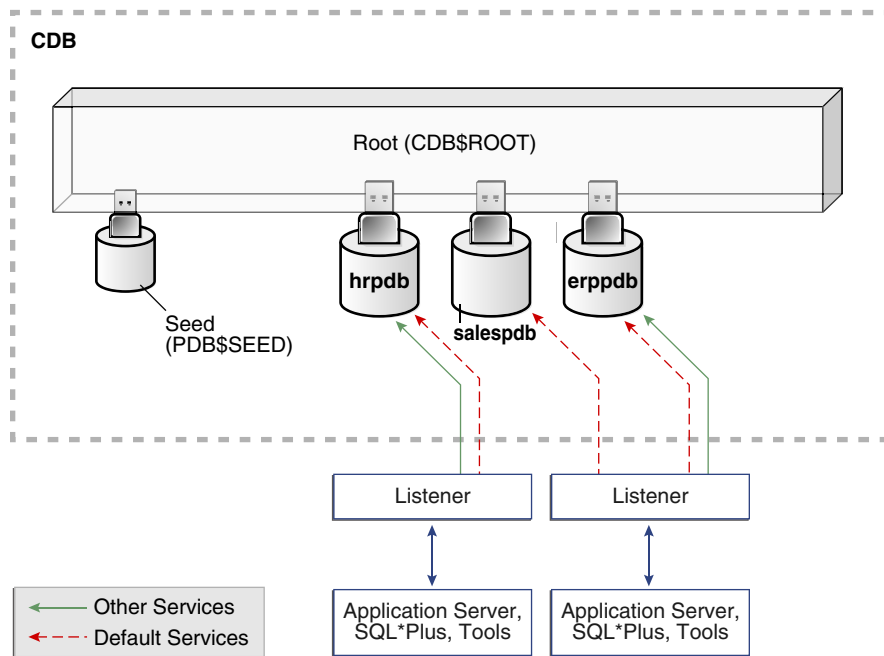 CDB
Root (CDB$ROOT)
hrpdb
erppdb
Seed
(PDB$SEED)
salespdb
Listener
Listener
Other Services
Default Services
Application Server,
SQL*Plus, Tools
Application Server,
SQL*Plus, Tools